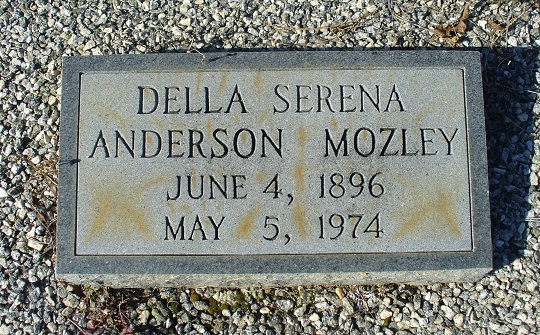 DELLA SERENA
ANDERSON MOZLEY
JUNE 4, 1896
MAY 5, 1974